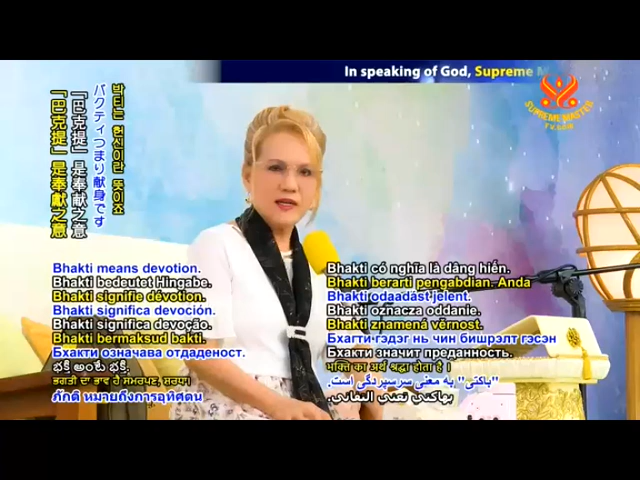 In speaking of God, Supreme M
SUPREME MASTER
TV.COM
박티는 헌신이란 뜻이죠
バクティつまり献身です
「巴克提」是奉献之意
「巴克提」是奉獻之意
Bhakti means devotion.
Bhakti bedeutet Hingabe.
Bhakti signifie dévotion.
Bhakti significa devoción.
Bhakti significa devoção.
Bhakti bermaksud bakti.
Бхакти означава отдаденост.
భక్తి అంటే భక్తి.
ਭਗਤੀ ਦਾ ਭਾਵ ਹੈ ਸਮਰਪਣ, ਸ਼ਰਧਾ।
ภักติ หมายถึงการอุทิศตน
Bhakti có nghĩa là dâng hiến.
Bhakti berarti pengabdian. Anda
Bhakti odaadást jelent.
Bhakti oznacza oddanie.
Bhakti znamená věrnost.
Бхагти гэдэг нь чин бишрэлт гэсэн
Бхакти значит преданность.
भक्ति का अर्थ श्रद्धा होता है ।
"باکتی" به معنی سرسپردگی است.
بهاكتي تعني التفاني.